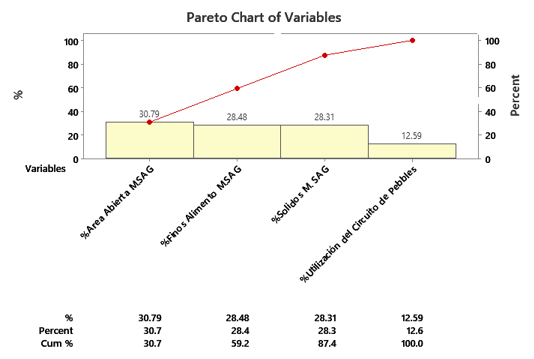 Pareto Chart of Variables
100 100
80 80
60 60
40 40
20 20
0 0
%
Percent
30.79 28.48 28.31 12.59
Variables
%Area Abierta MSAG
%Finos Alimento MSAG
%Solidos M. SAG
%Utilización del Circuito de Pebbles
% 30.79 28.48 28.31 12.59
Percent 30.7 28.4 28.3 12.6
Cum % 30.7 59.2 87.4 100.0